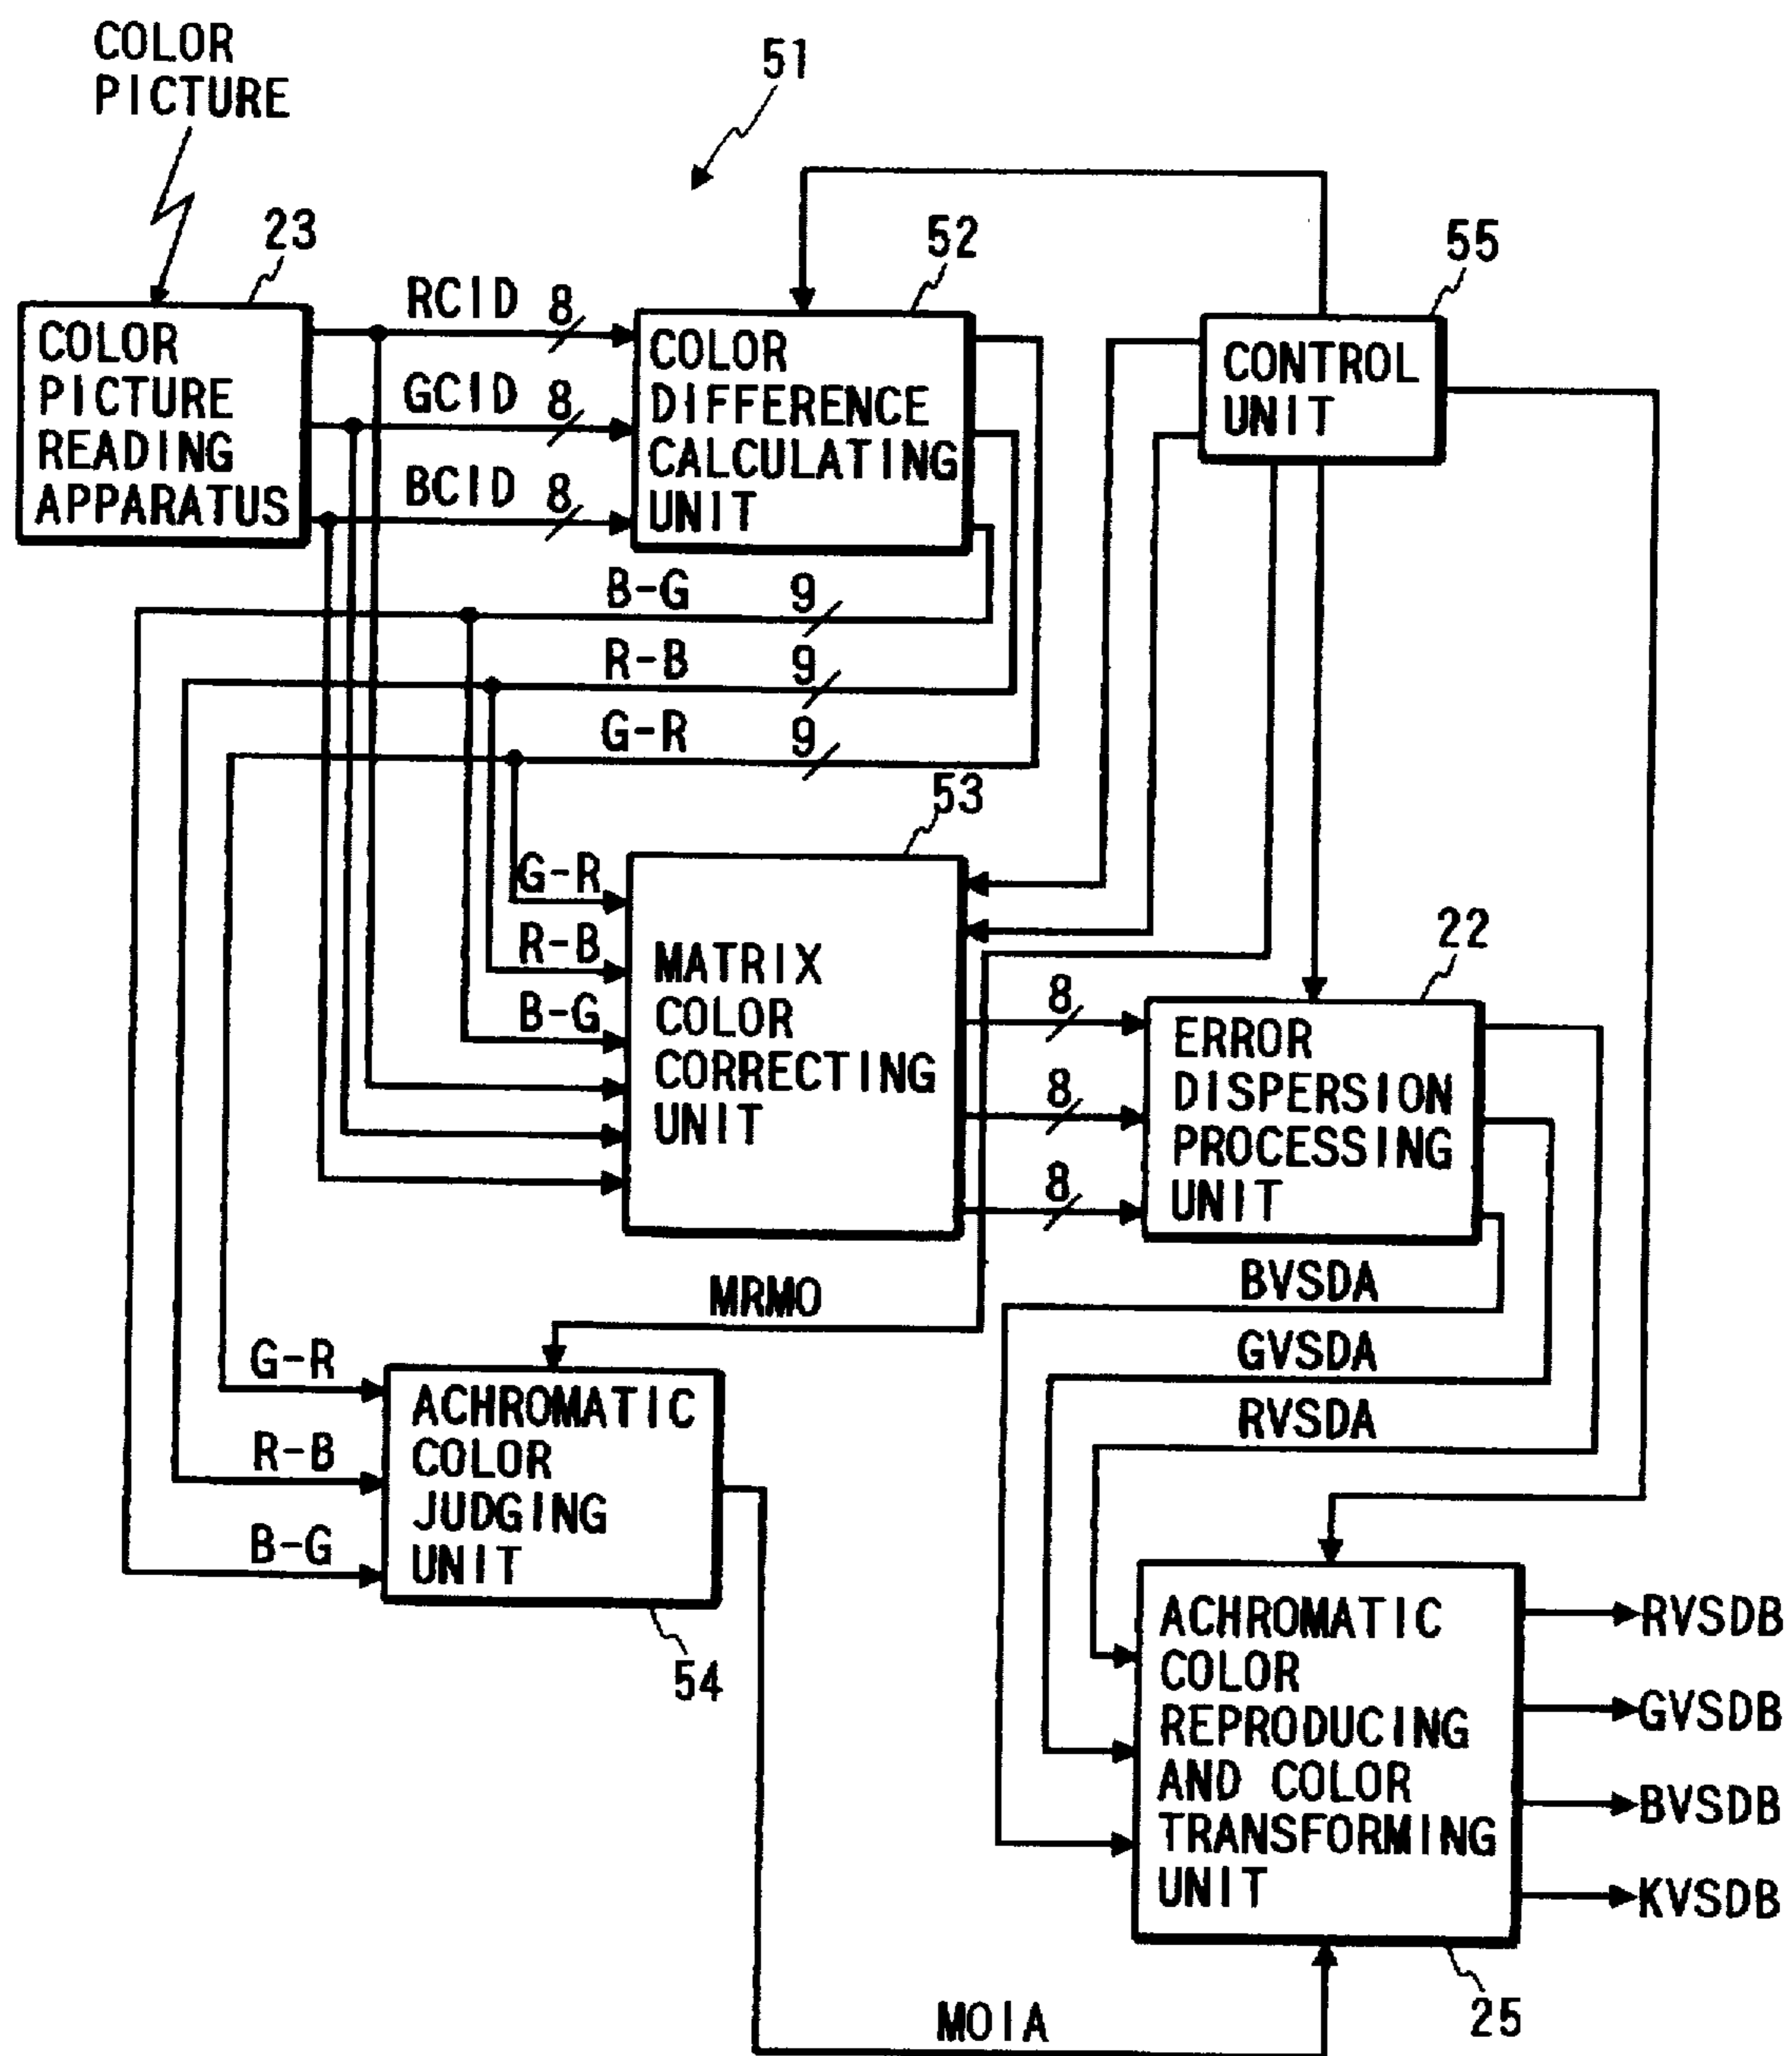 COLOR
PICTURE
51
23
52
55
COLOR
PICTURE
READING
APPARATUS
RCID 8
GCID 8
BCID 8
COLOR
DIFFERENCE
CALCULATING
UNIT
CONTROL
UNIT
B-G 9
R-B 9
G-R 9
53
G-R
R-B
B-G
MATRIX
COLOR
CORRECTING
UNIT
22
8
8
8
ERROR
DISPERSION
PROCESSING
UNIT
MRMO
BVSDA
GVSDA
RVSDA
G-R
R-B
B-G
ACHROMATIC
COLOR
JUDGING
UNIT
54
ACHROMATIC
COLOR
REPRODUCING
AND COLOR
TRANSFORMING
UNIT
RVSDB
GVSDB
BVSDB
KVSDB
25
MOIA